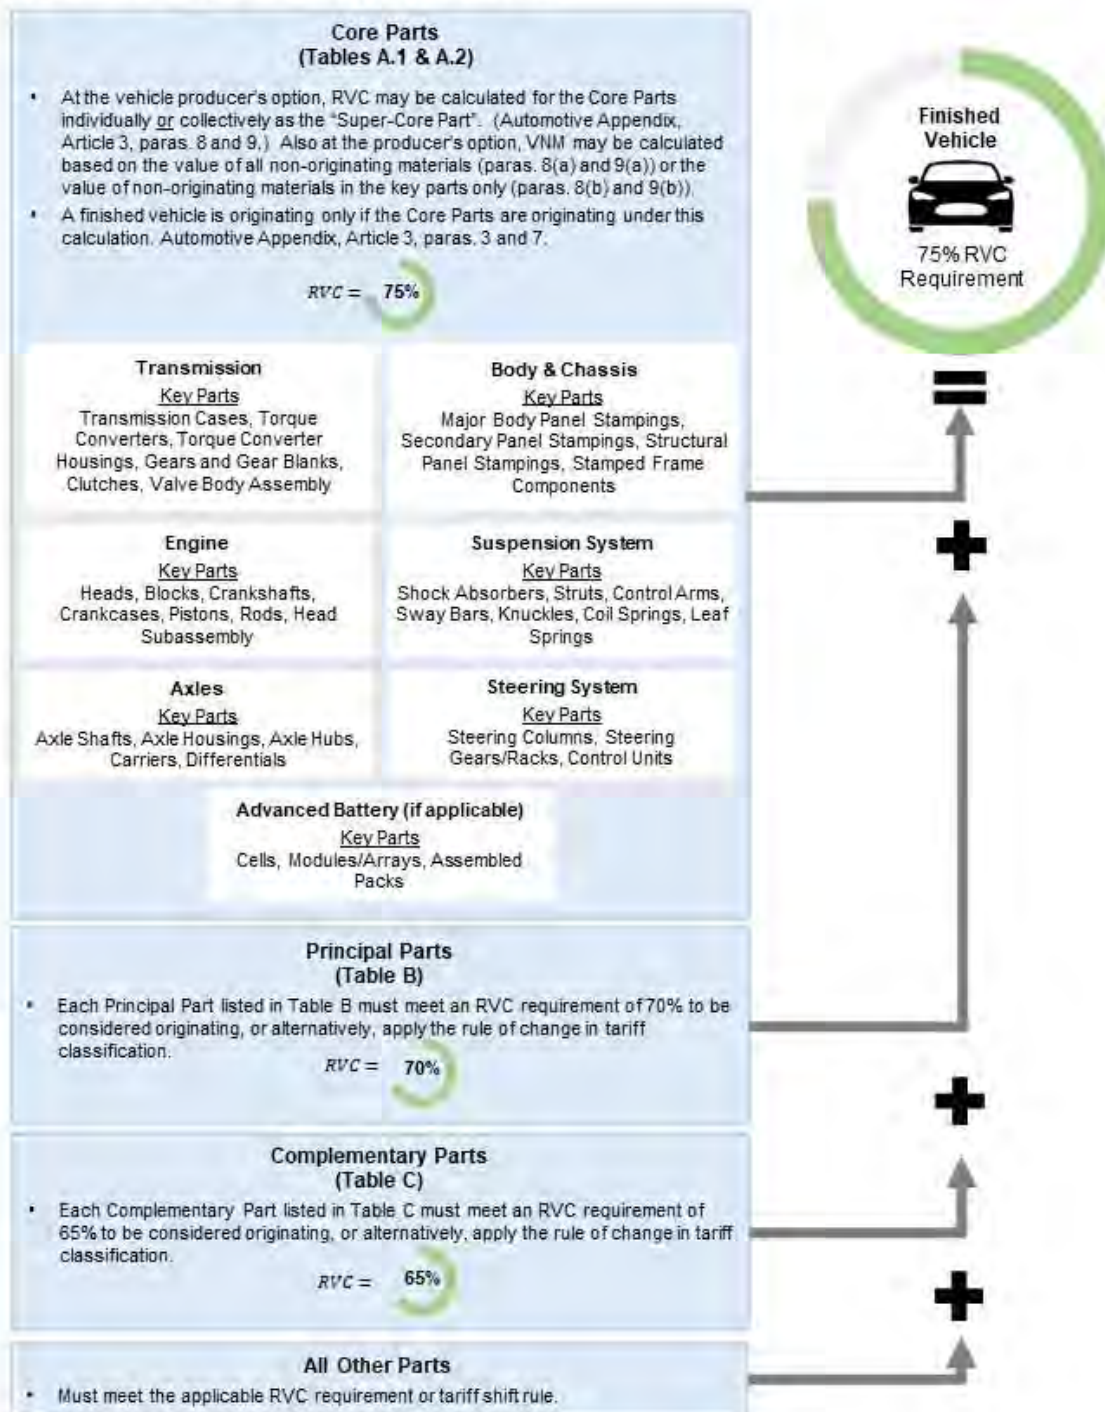 Core Parts
(Tables A.1 & A.2)
• At the vehicle producer's option, RVC may be calculated for the Core Parts
individually or collectively as the "Super-Core Part". (Automotive Appendix,
Article 3, paras. 8 and 9.) Also at the producer's option, VNM may be calculated
based on the value of all non-originating materials (paras. 8(a) and 9(a)) or the
value of non-originating materials in the key parts only (paras. 8(b) and 9(b))
• A finished vehicle is originating only if the Core Parts are originating under this
calculation. Automotive Appendix, Article 3, paras. 3 and 7.
RVC = 75%
Transmission
Key Parts
Transmission Cases, Torque
Converters, Torque Converter
Housings, Gears and Gear Blanks,
Clutches, Valve Body Assembly
Body & Chassis
Key Parts
Major Body Panel Stampings,
Secondary Panel Stampings, Structural
Panel Stampings, Stamped Frame
Components
Engine
Key Parts
Heads, Blocks, Crankshafts,
Crankcases, Pistons, Rods, Head
Subassembly
Suspension System
Key Parts
Shock Absorbers, Struts, Control Arms,
Sway Bars, Knuckles, Coil Springs, Leaf
Springs
Axles
Key Parts
Axle Shafts, Axle Housings, Axle Hubs,
Carriers, Differentials
Steering System
Key Parts
Steering Columns, Steering
Gears/Racks, Control Units
Advanced Battery (if applicable)
Key Parts
Cells, Modules/Arrays, Assembled
Packs
Principal Parts
(Table B)
• Each Principal Part listed in Table B must meet an RVC requirement of 70% to be
considered originating, or alternatively, apply the rule of change in tariff
classification.
RVC = 70%
Complementary Parts
(Table C)
• Each Complementary Part listed in Table C must meet an RVC requirement of
65% to be considered originating, or alternatively, apply the rule of change in tariff
classification.
RVC = 65%
All Other Parts
• Must meet the applicable RVC requirement or tariff shift rule.
Finished
Vehicle
75% RVC
Requirement
=
+
+
+